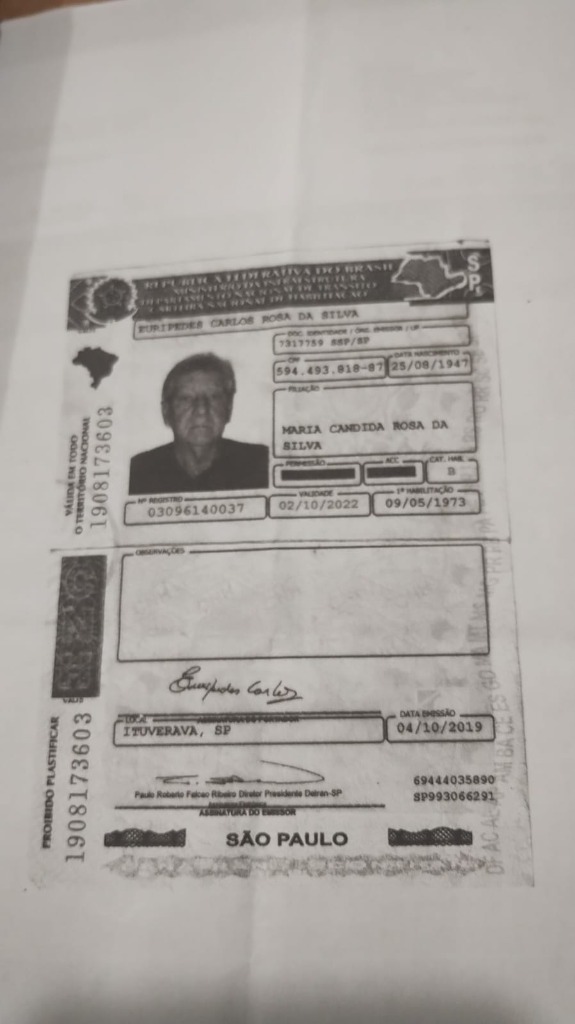 REPÚBLICA FEDERATIVA DO BRASIL
MINISTÉRIO DA INFRAESTRUTURA
DEPARTAMENTO NACIONAL DE TRÂNSITO
CARTEIRA NACIONAL DE HABILITAÇÃO
SP
EURIPEDES CARLOS ROSA DA SILVA
DOC. IDENTIDADE / ÓRG. EMISSOR / UF
7317759 SSP/SP
CPF
594.493.818-87
DATA NASCIMENTO
25/08/1947
FILIAÇÃO
MARIA CANDIDA ROSA DA
SILVA
PERMISSÃO
ACC
CAT. HAB.
B
Nº REGISTRO
03096140037
VALIDADE
02/10/2022
1ª HABILITAÇÃO
09/05/1973
VÁLIDA EM TODO
O TERRITÓRIO NACIONAL
1908173603
OBSERVAÇÕES
Euripedes Carlos
ASSINATURA DO PORTADOR
LOCAL
ITUVERAVA, SP
DATA EMISSÃO
04/10/2019
Paulo Roberto Falcão Ribeiro Diretor Presidente Detran-SP
ASSINATURA DO EMISSOR
69444035890
SP993066291
PROIBIDO PLASTIFICAR
1908173603
SÃO PAULO